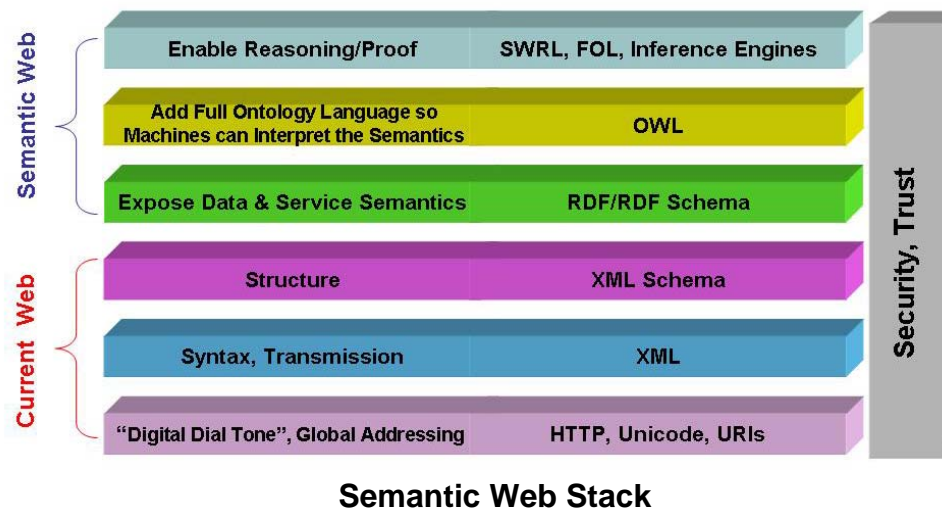 Semantic Web
Enable Reasoning/Proof
SWRL, FOL, Inference Engines
Add Full Ontology Language so
Machines can Interpret the Semantics
OWL
Expose Data & Service Semantics
RDF/RDF Schema
Current Web
Structure
XML Schema
Syntax, Transmission
XML
“Digital Dial Tone”, Global Addressing
HTTP, Unicode, URIs
Security, Trust
Semantic Web Stack